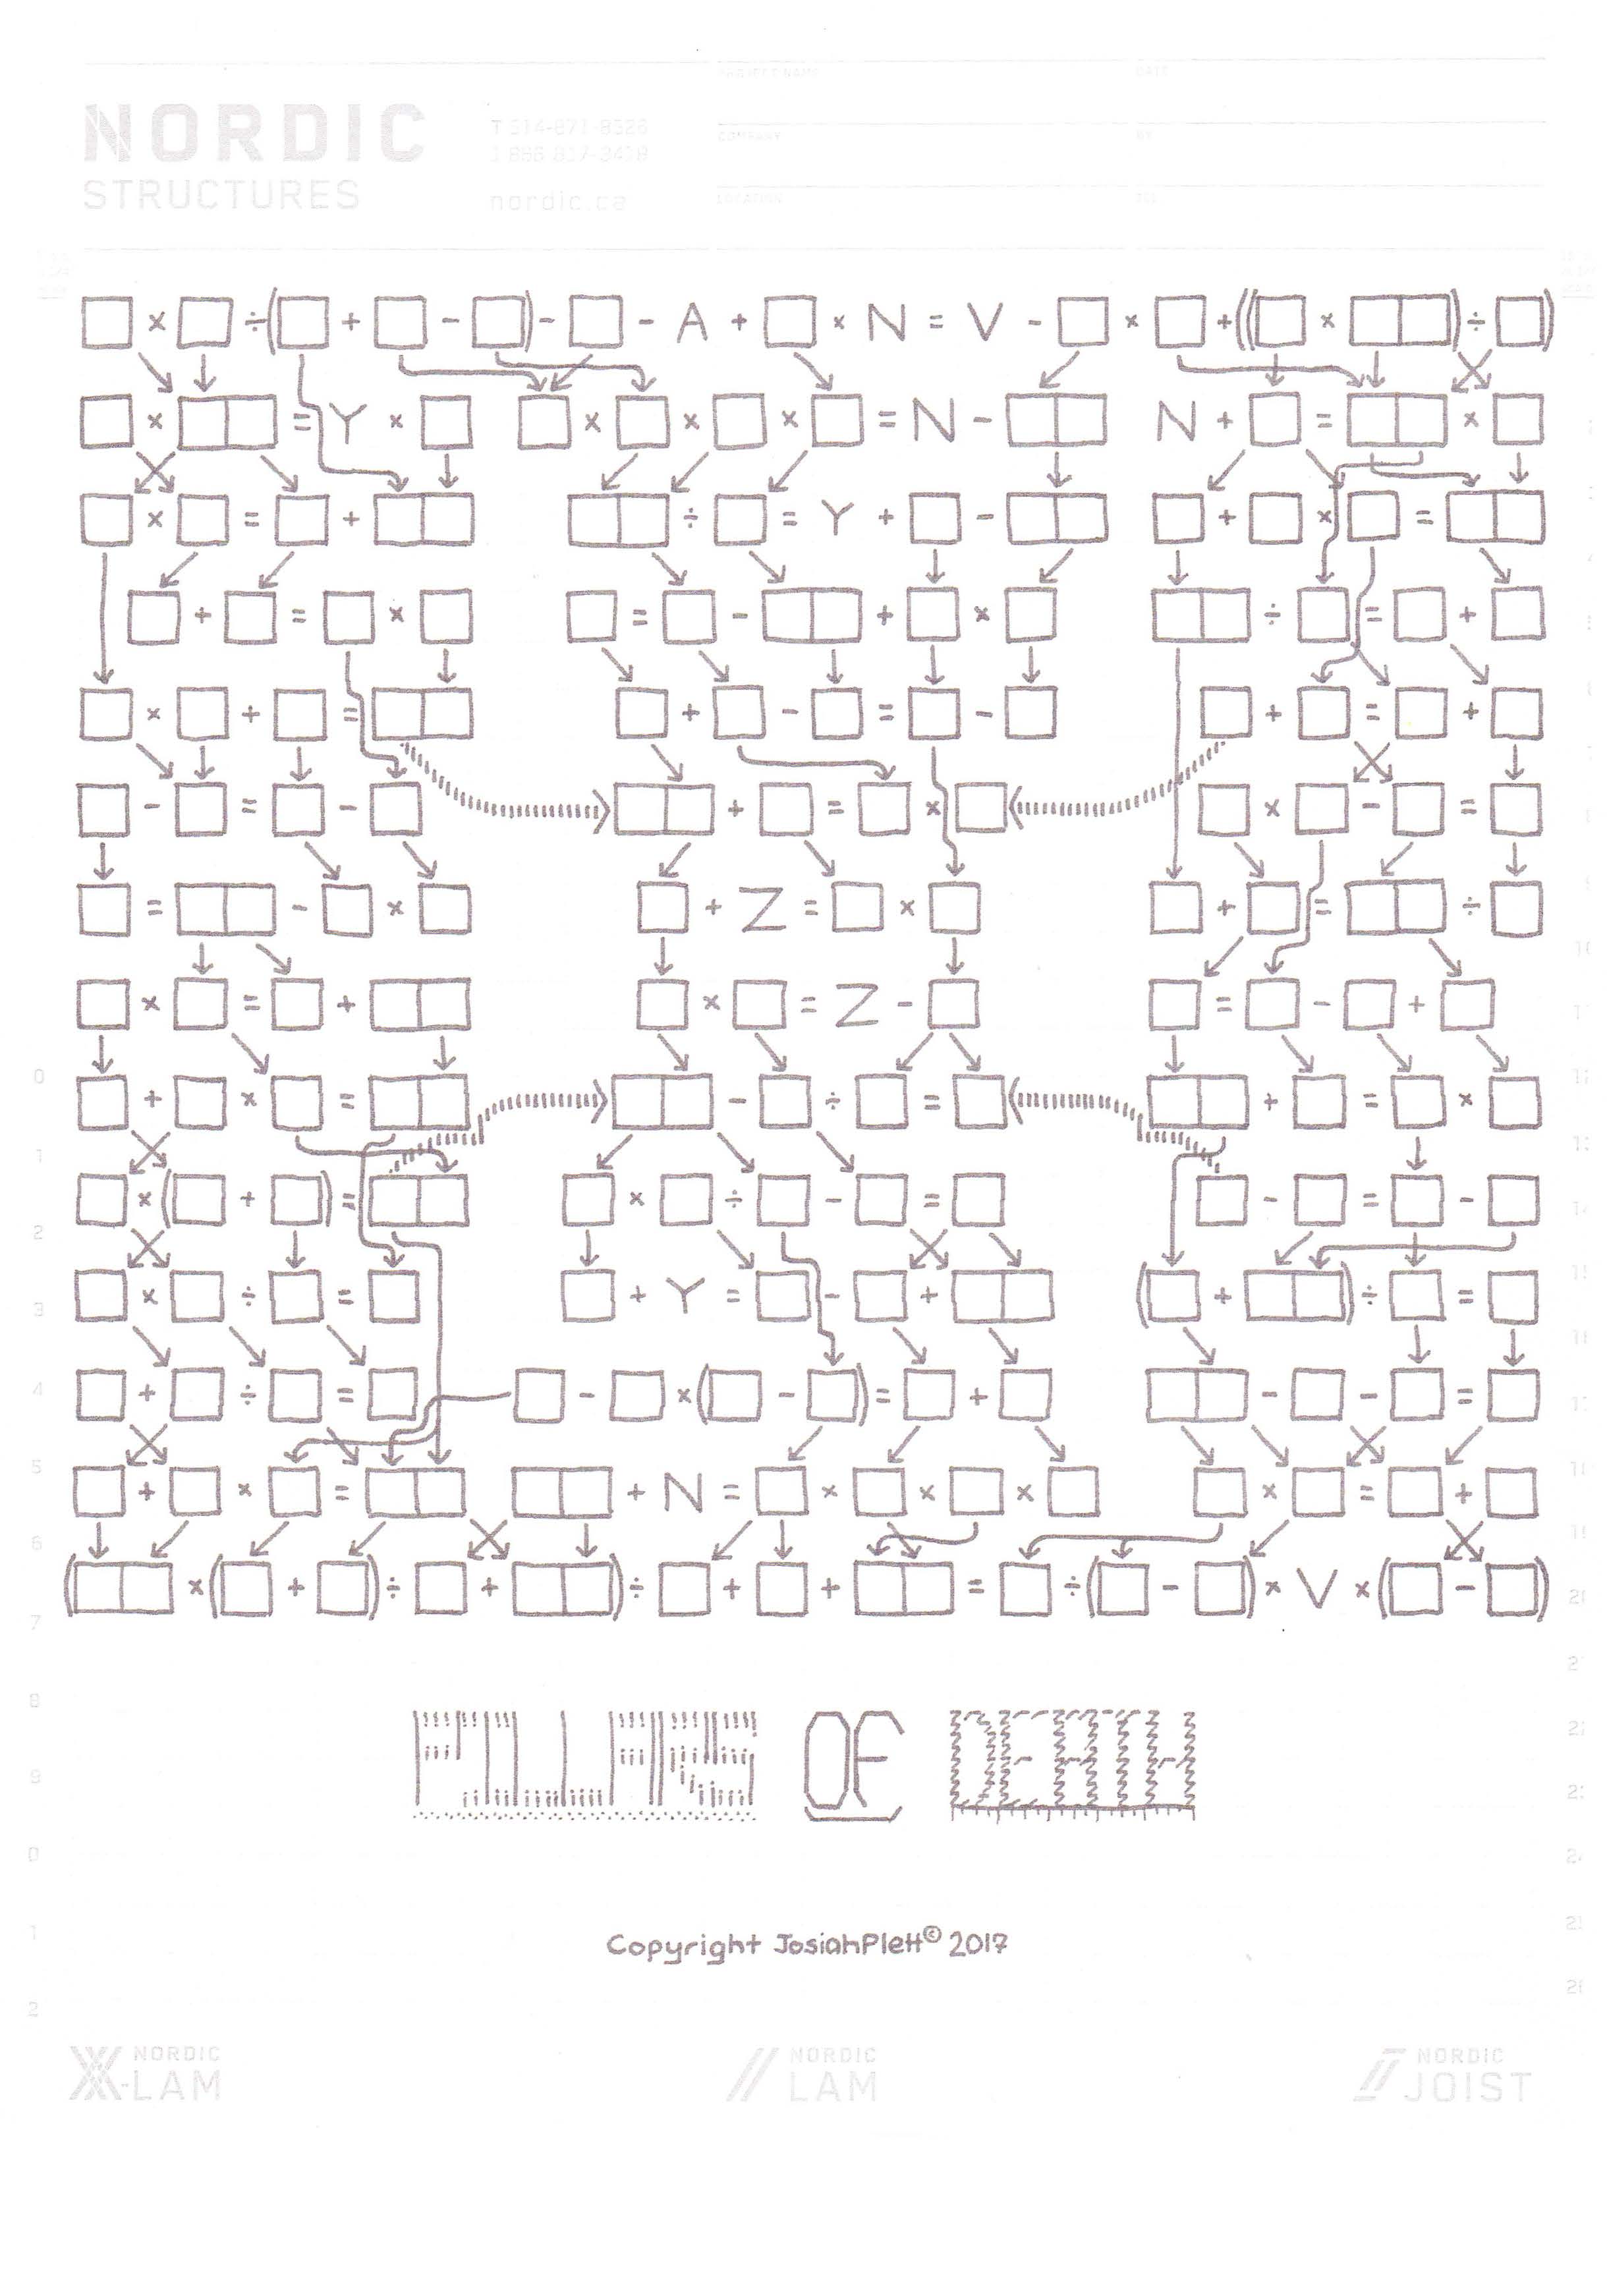 PROJECT NAME DATE
NORDIC
STRUCTURES
T 514-871-8526
1 866 817-3418
nordic.ca
COMPANY BY
LOCATION
□ × □ ÷ (□ + □ - □) - □ - A + □ × N = V - □ × □ + ((□ × □□) ÷ □)
□ × □□ = Y × □ □ × □ × □ × □ = N - □□ N + □ = □□ × □
□ × □ = □ + □□ □□ ÷ □ = Y + □ - □□ □ + □ × □ = □□
□ + □ = □ × □ □ = □ - □□ + □ × □ □□ ÷ □ = □ + □
□ × □ + □ = □□ □ + □ - □ = □ - □ □ + □ = □ + □
□ - □ = □ - □ □□ + □ = □ × □ □ × □ - □ = □
□ = □□ - □ × □ □ + Z = □ × □ □ + □ = □□ ÷ □
□ × □ = □ + □□ □ × □ = Z - □ □ = □ - □ + □
□ + □ × □ = □□ □□ - □ ÷ □ = □ □□ + □ = □ × □
□ × (□ + □) = □□ □ × □ ÷ □ - □ = □ □ - □ = □ - □
□ × □ ÷ □ = □ □ + Y = □ - □ + □□ (□ + □□) ÷ □ = □
□ + □ ÷ □ = □ □ - □ × (□ - □) = □ + □ □□ - □ - □ = □
□ + □ × □ = □□ □□ + N = □ × □ × □ × □ □ × □ = □ + □
(□□ × (□ + □) ÷ □ + □□) ÷ □ + □ + □□ = □ ÷ (□ - □) × V × (□ - □)
PILLARS OF DEATH
Copyright JosiahPlett© 2017
NORDIC
X-LAM
NORDIC
LAM
NORDIC
JOIST